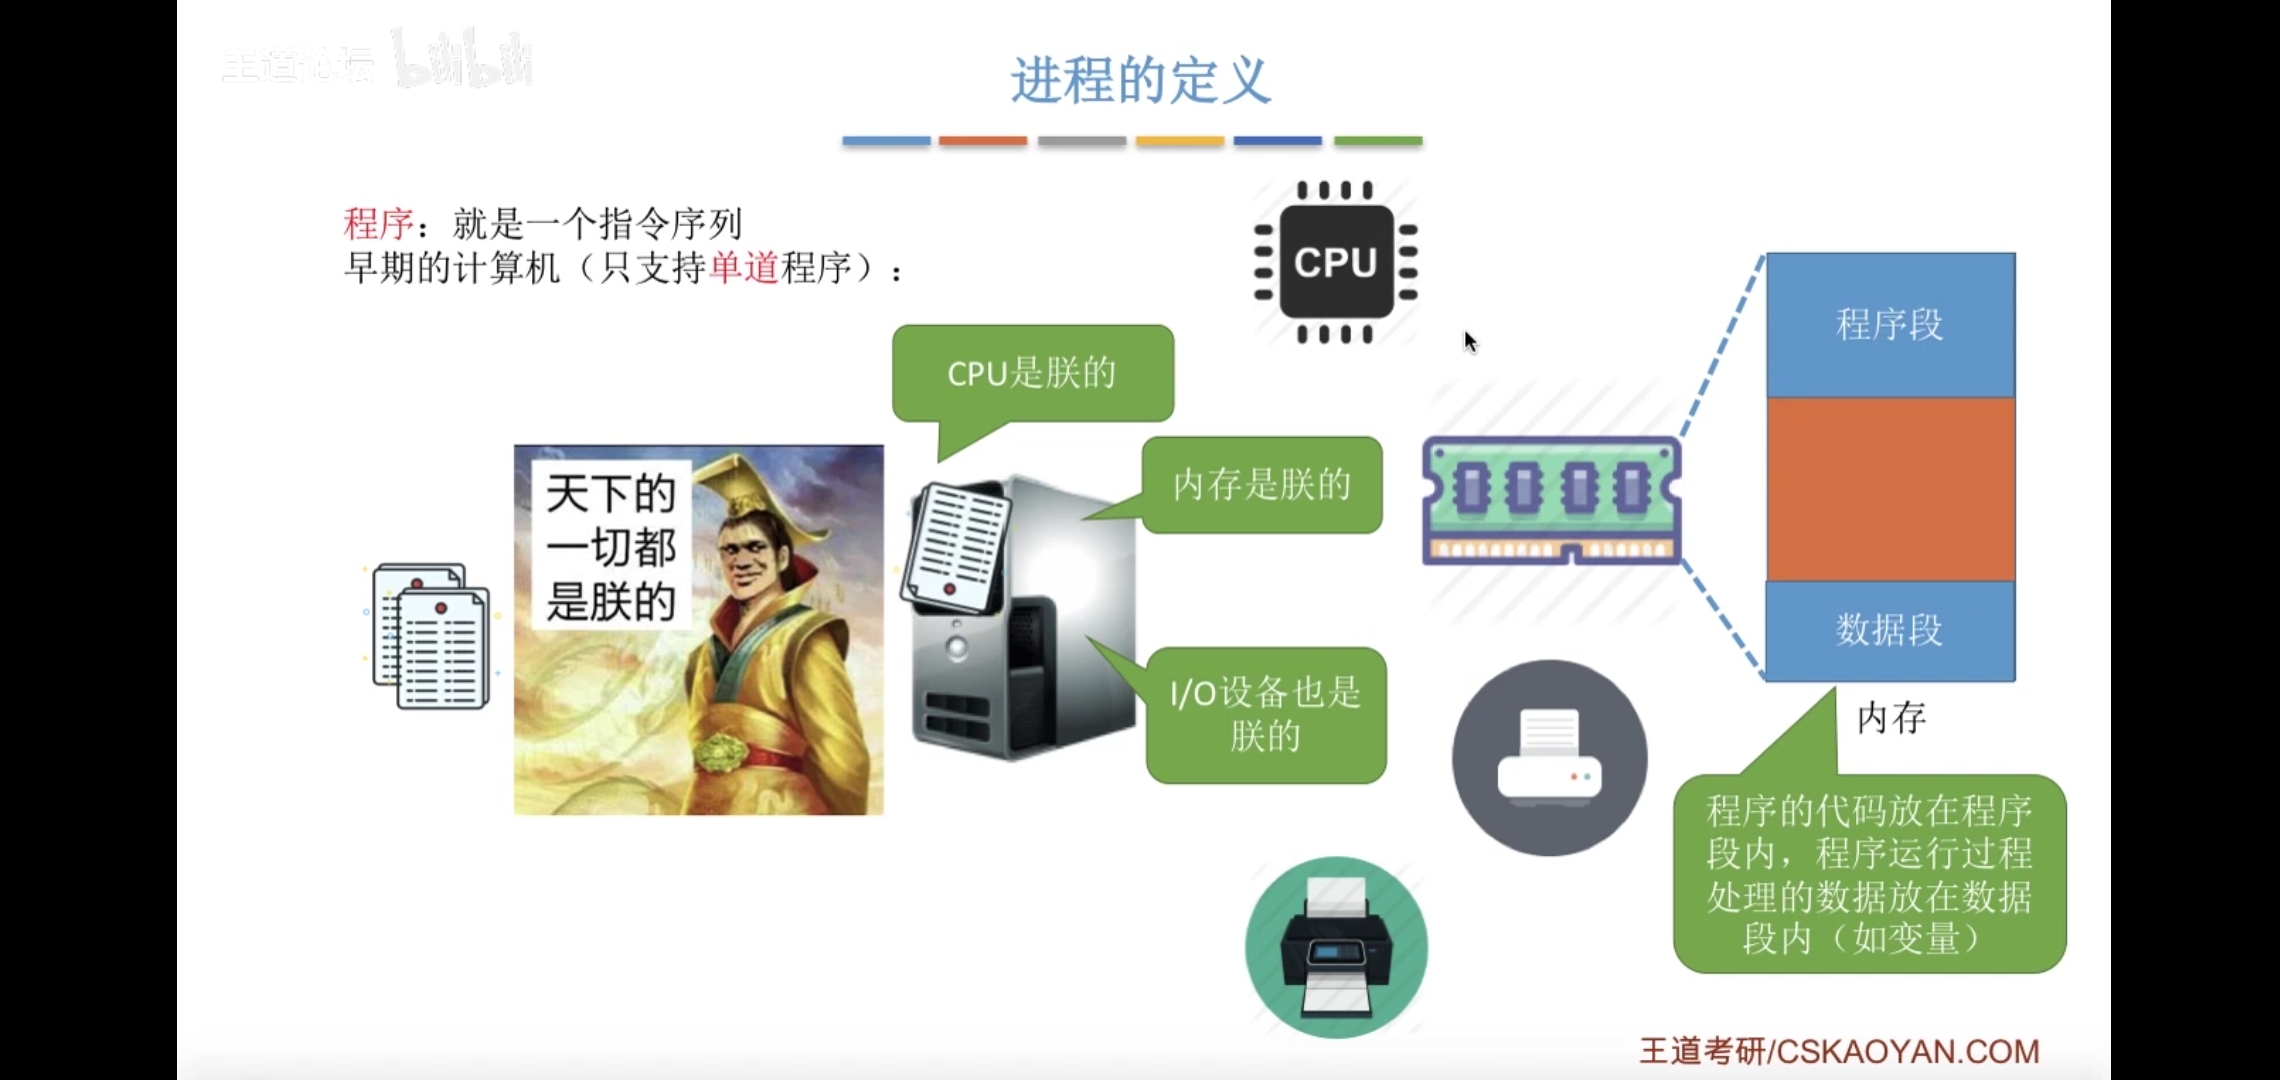 王道论坛 bilibili
进程的定义
程序：就是一个指令序列
早期的计算机（只支持单道程序）：
CPU
CPU是朕的
内存是朕的
天下的
一切都
是朕的
I/O设备也是
朕的
程序段
数据段
内存
程序的代码放在程序
段内，程序运行过程
处理的数据放在数据
段内（如变量）
王道考研/CSKAOYAN.COM